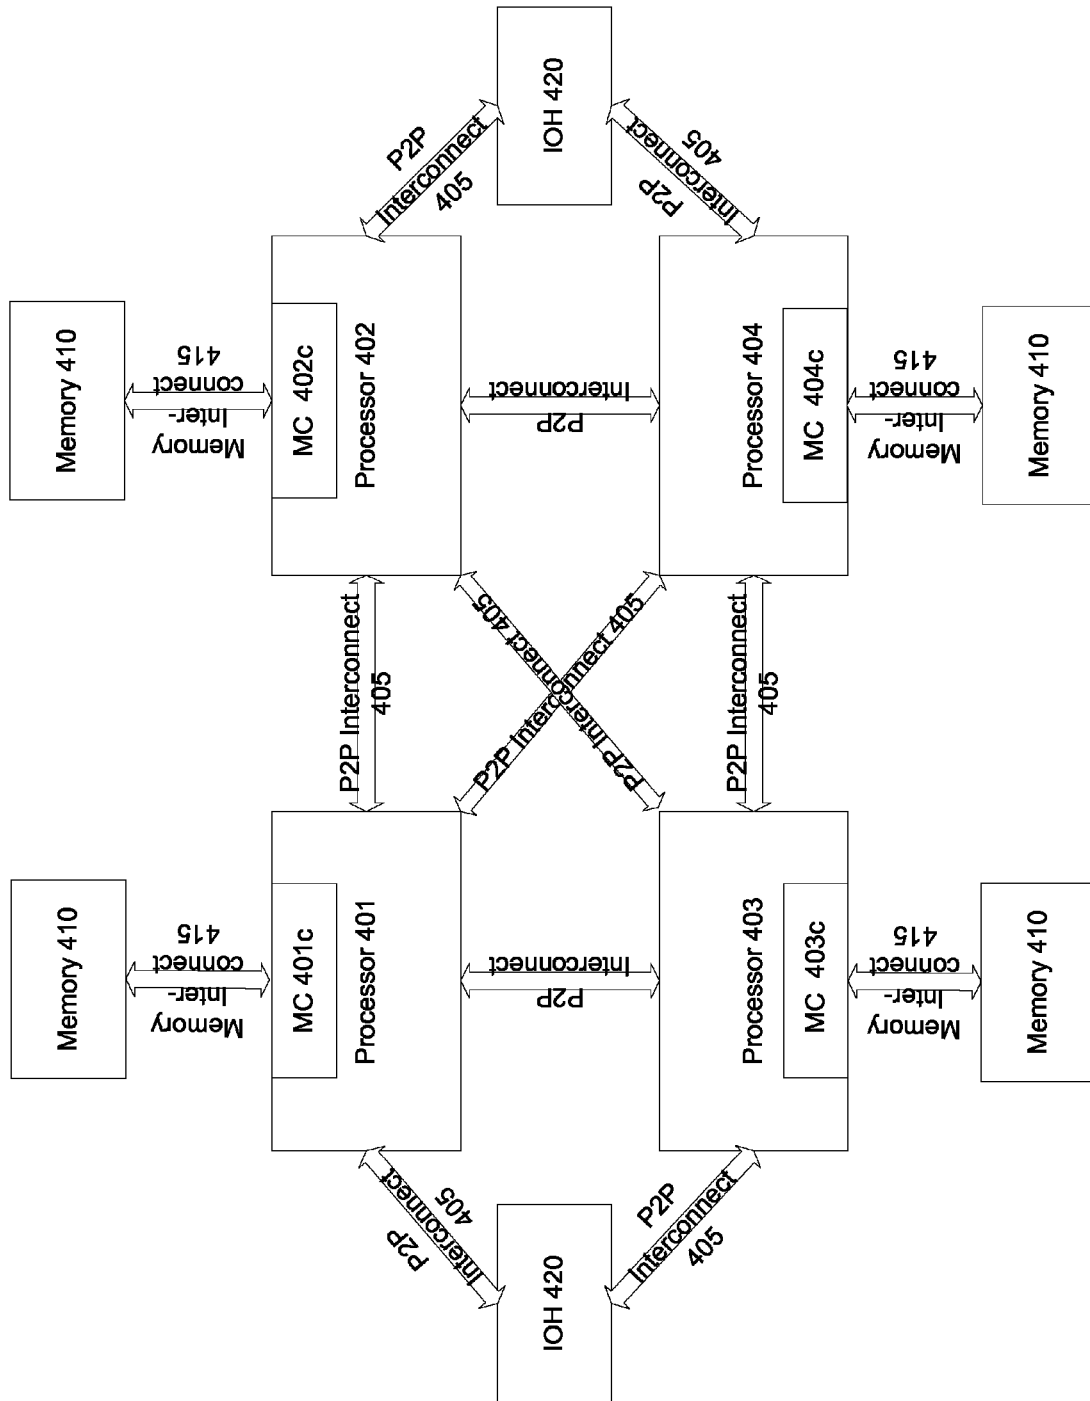 IOH 420
P2P
Interconnect
405
P2P
Interconnect
405
Memory 410
Memory
Inter-
connect
415
MC 402c
Processor 402
P2P
Interconnect
Processor 404
MC 404c
Memory
Inter-
connect
415
Memory 410
P2P Interconnect
405
P2P Interconnect 405
P2P Interconnect 405
P2P Interconnect
405
Memory 410
Memory
Inter-
connect
415
MC 401c
Processor 401
P2P
Interconnect
Processor 403
MC 403c
Memory
Inter-
connect
415
Memory 410
P2P
Interconnect
405
P2P
Interconnect
405
IOH 420